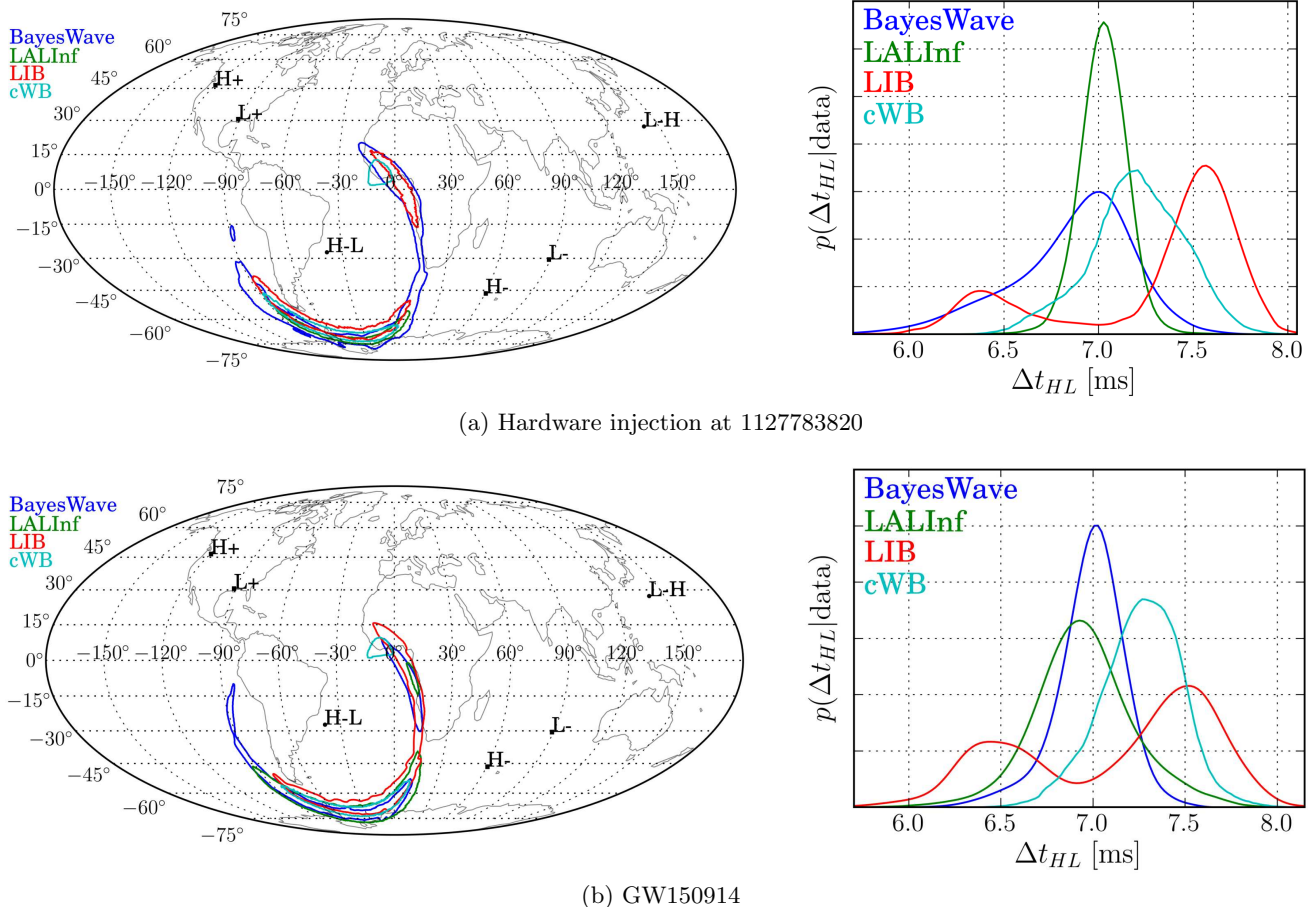 BayesWave
LALInf
LIB
cWB
75°
60°
45°
30°
15°
0°
−15°
−30°
−45°
−60°
−75°
−150 −120 −90 −60 −30 0° 30 60 90 120 150
H+
L+
L-H
H-L
L-
H-
BayesWave
LALInf
LIB
cWB
p(Δt_HL|data)
6.0 6.5 7.0 7.5 8.0
Δt_HL [ms]
(a) Hardware injection at 1127783820
BayesWave
LALInf
LIB
cWB
75°
60°
45°
30°
15°
0°
−15°
−30°
−45°
−60°
−75°
−150 −120 −90 −60 −30 0° 30 60 90 120 150
H+
L+
L-H
H-L
L-
H-
BayesWave
LALInf
LIB
cWB
p(Δt_HL|data)
6.0 6.5 7.0 7.5 8.0
Δt_HL [ms]
(b) GW150914